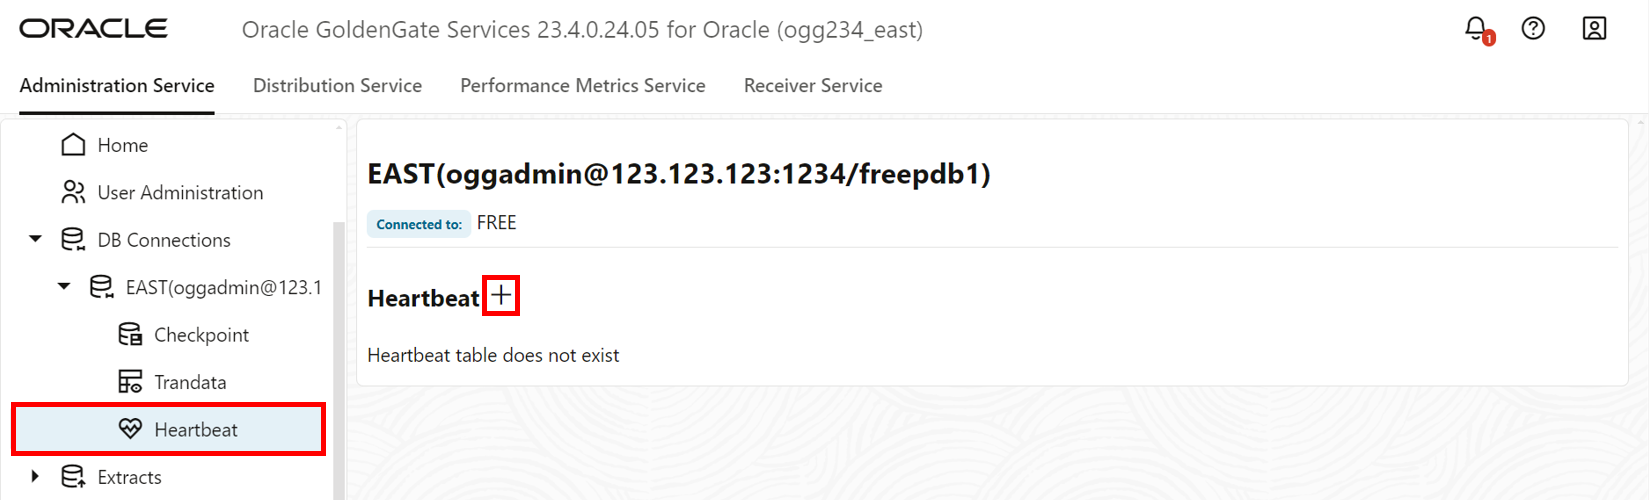 ORACLE Oracle GoldenGate Services 23.4.0.24.05 for Oracle (ogg234_east) 1
Administration Service Distribution Service Performance Metrics Service Receiver Service
Home
User Administration
DB Connections
EAST(oggadmin@123.1
Checkpoint
Trandata
Heartbeat
Extracts
EAST(oggadmin@123.123.123:1234/freepdb1)
Connected to: FREE
Heartbeat
Heartbeat table does not exist